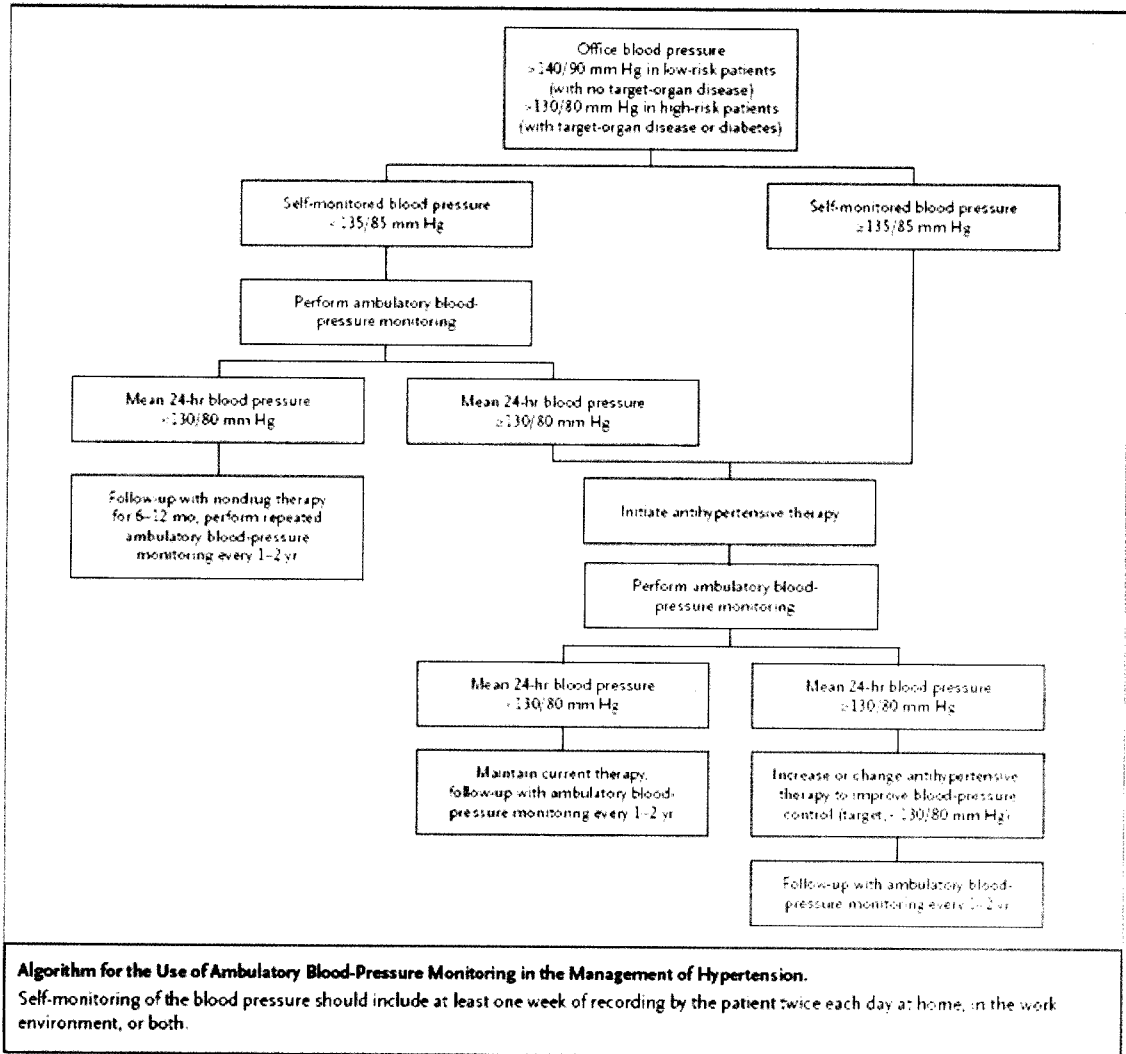 Office blood pressure
>140/90 mm Hg in low-risk patients
(with no target-organ disease)
>130/80 mm Hg in high-risk patients
(with target-organ disease or diabetes)
Self-monitored blood pressure
<135/85 mm Hg
Self-monitored blood pressure
≥135/85 mm Hg
Perform ambulatory blood-
pressure monitoring
Mean 24-hr blood pressure
<130/80 mm Hg
Mean 24-hr blood pressure
≥130/80 mm Hg
Follow-up with nondrug therapy
for 6–12 mo, perform repeated
ambulatory blood-pressure
monitoring every 1–2 yr
Initiate antihypertensive therapy
Perform ambulatory blood-
pressure monitoring
Mean 24-hr blood pressure
<130/80 mm Hg
Mean 24-hr blood pressure
≥130/80 mm Hg
Maintain current therapy,
follow-up with ambulatory blood-
pressure monitoring every 1–2 yr
Increase or change antihypertensive
therapy to improve blood-pressure
control (target, <130/80 mm Hg)
Follow-up with ambulatory blood-
pressure monitoring every 1–2 yr
Algorithm for the Use of Ambulatory Blood-Pressure Monitoring in the Management of Hypertension.
Self-monitoring of the blood pressure should include at least one week of recording by the patient twice each day at home, in the work
environment, or both.